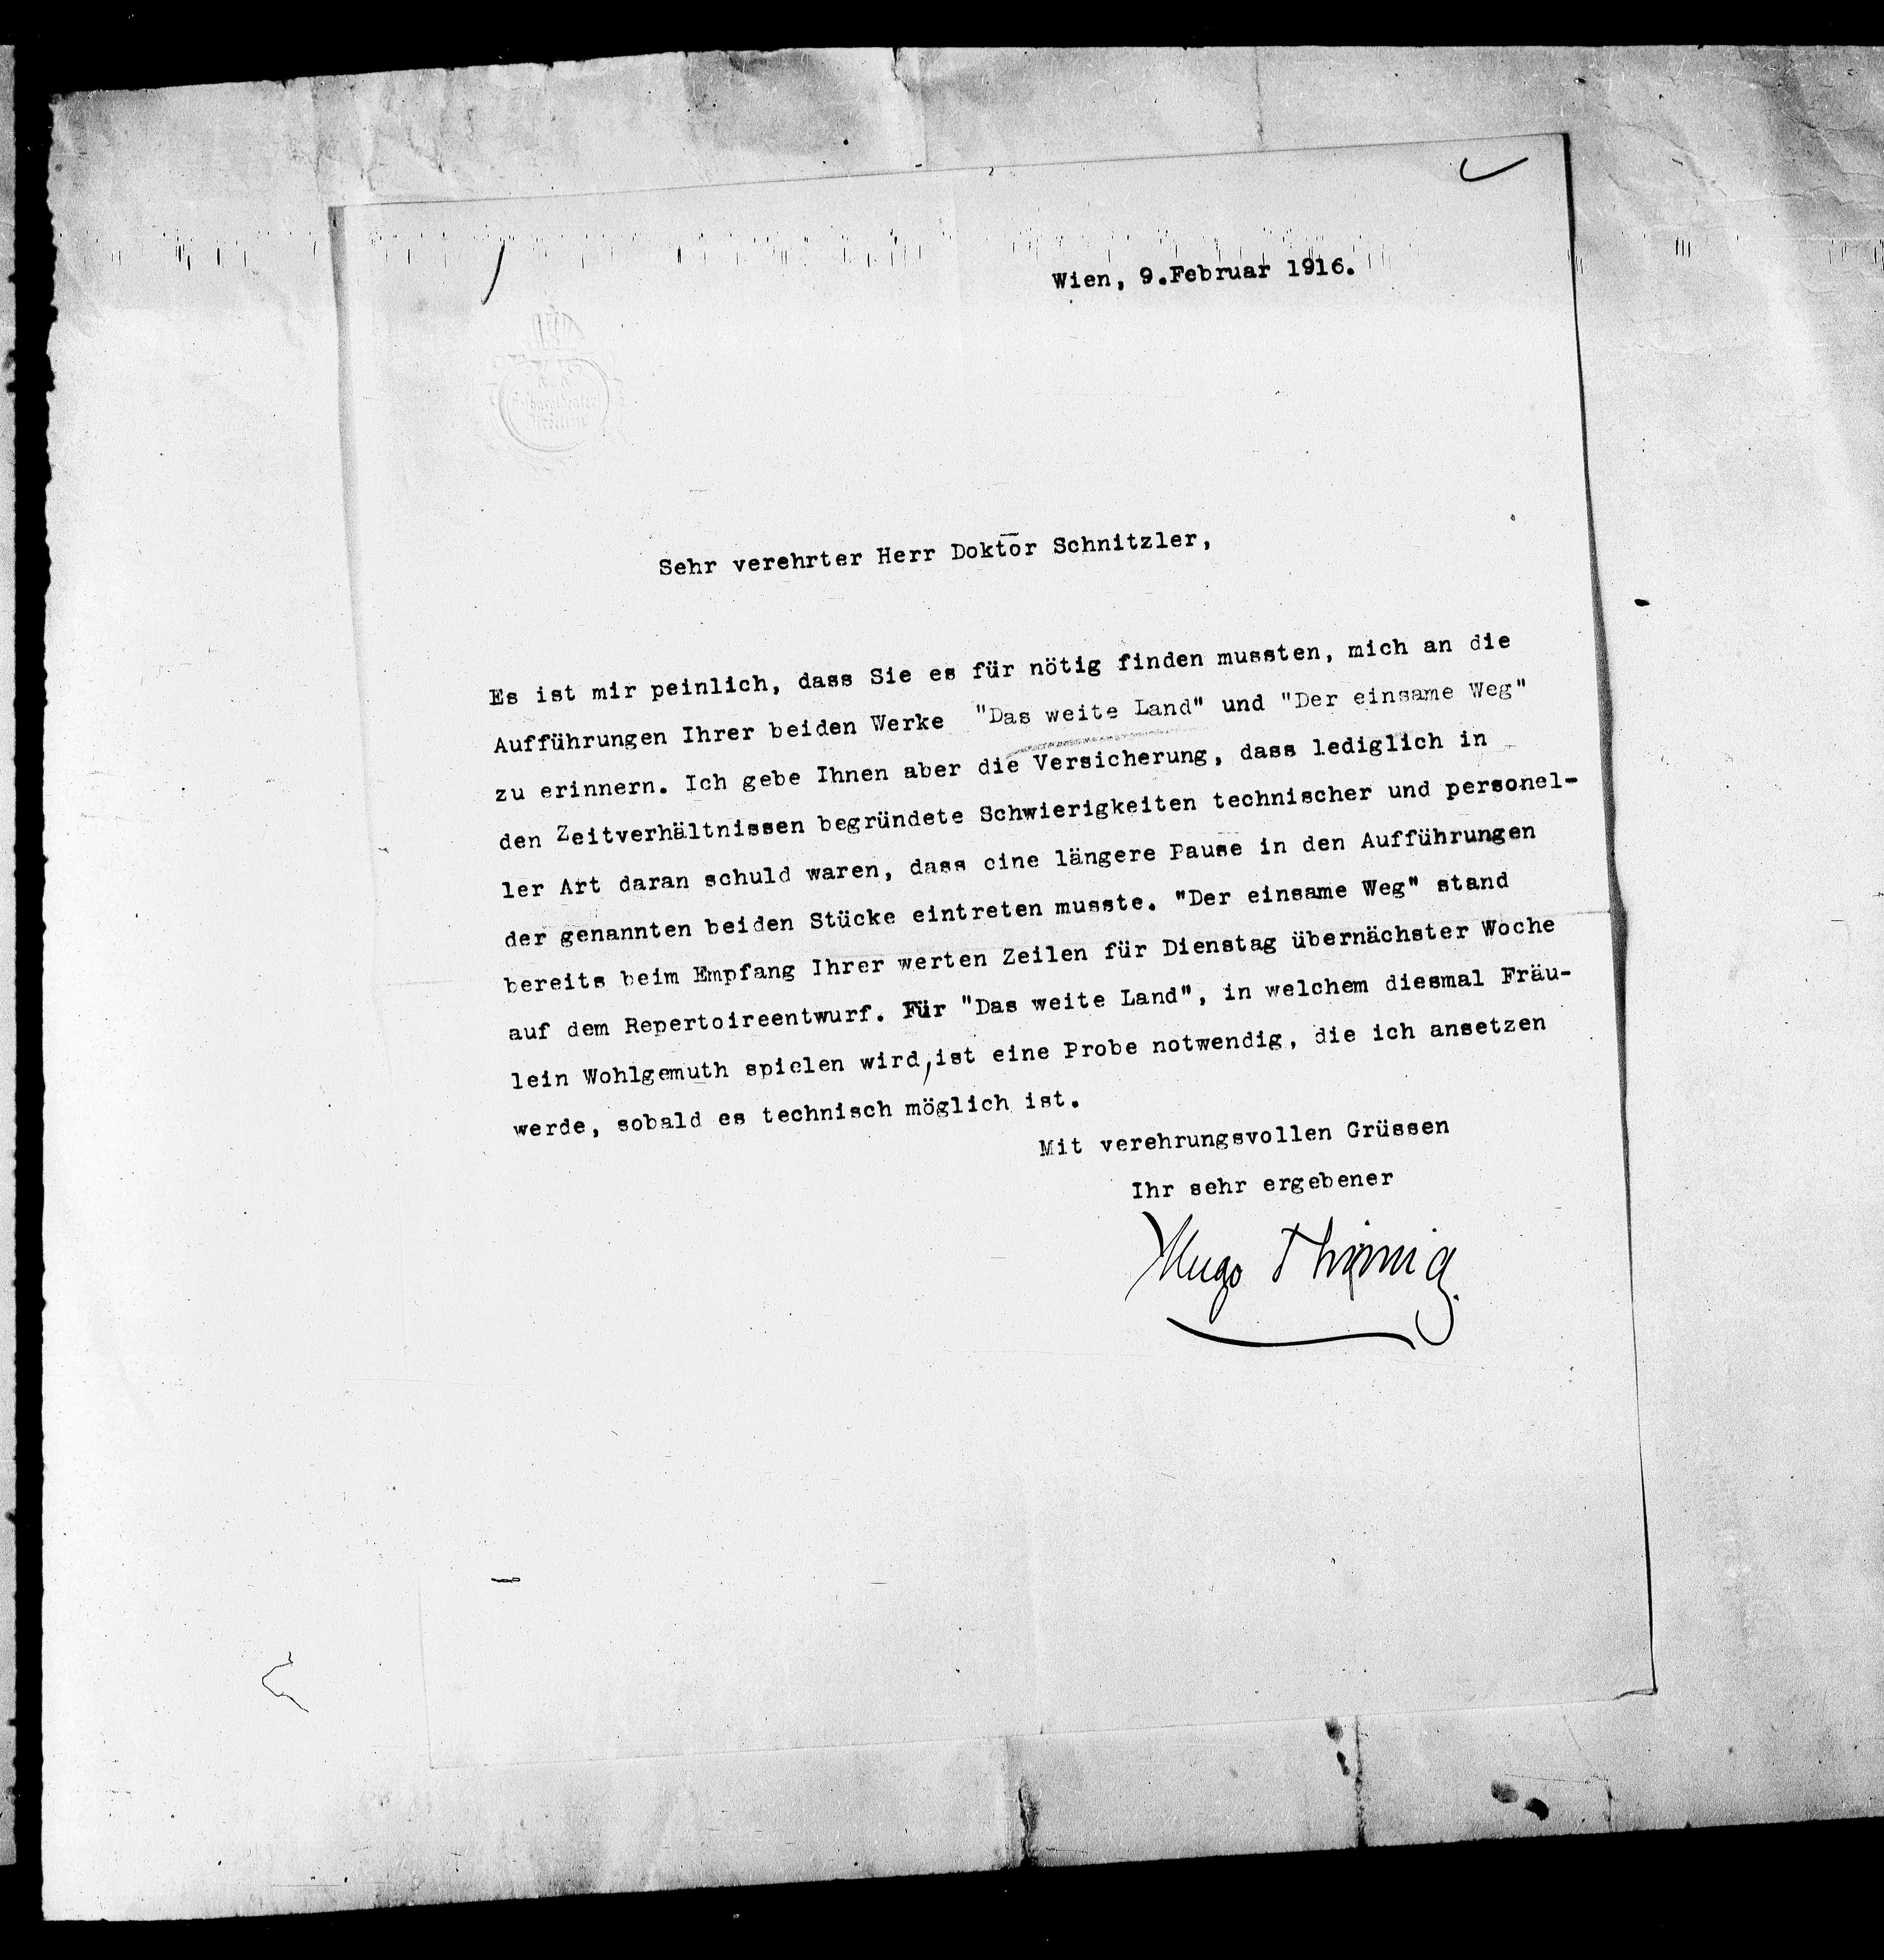 Wien, 9.Februar 1916.
K. K.
Sehr verehrter Herr Doktor Schnitzler,
Es ist mir peinlich, dass Sie es für nötig finden mussten, mich an die
Aufführungen Ihrer beiden Werke "Das weite Land" und "Der einsame Weg"
zu erinnern. Ich gebe Ihnen aber die Versicherung, dass lediglich in
den Zeitverhältnissen begründete Schwierigkeiten technischer und personel-
ler Art daran schuld waren, dass eine längere Pause in den Aufführungen
der genannten beiden Stücke eintreten musste. "Der einsame Weg" stand
bereits beim Empfang Ihrer werten Zeilen für Dienstag übernächster Woche
auf dem Repertoireentwurf. Für "Das weite Land", in welchem diesmal Fräu-
lein Wohlgemuth spielen wird,ist eine Probe notwendig, die ich ansetzen
werde, sobald es technisch möglich ist.
Mit verehrungsvollen Grüssen
Ihr sehr ergebener
Hugo Thimig